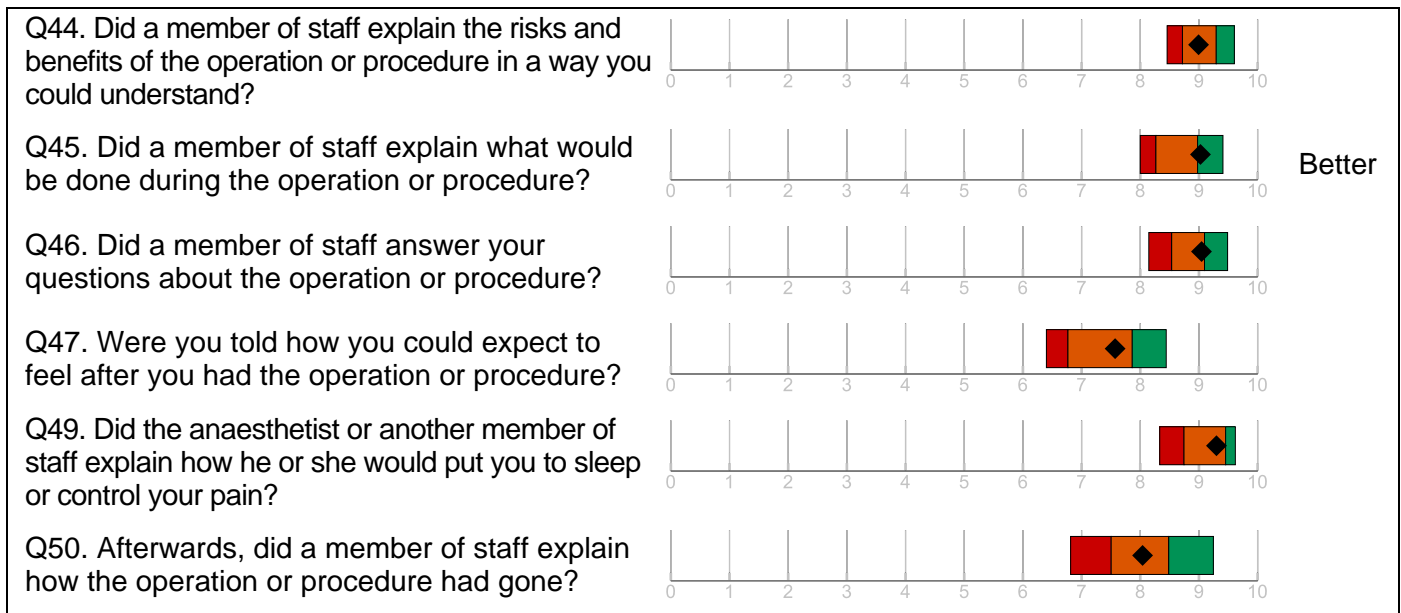 Q44. Did a member of staff explain the risks and
benefits of the operation or procedure in a way you
could understand?
0 1 2 3 4 5 6 7 8 9 10
Q45. Did a member of staff explain what would
be done during the operation or procedure?
Better
0 1 2 3 4 5 6 7 8 9 10
Q46. Did a member of staff answer your
questions about the operation or procedure?
0 1 2 3 4 5 6 7 8 9 10
Q47. Were you told how you could expect to
feel after you had the operation or procedure?
0 1 2 3 4 5 6 7 8 9 10
Q49. Did the anaesthetist or another member of
staff explain how he or she would put you to sleep
or control your pain?
0 1 2 3 4 5 6 7 8 9 10
Q50. Afterwards, did a member of staff explain
how the operation or procedure had gone?
0 1 2 3 4 5 6 7 8 9 10